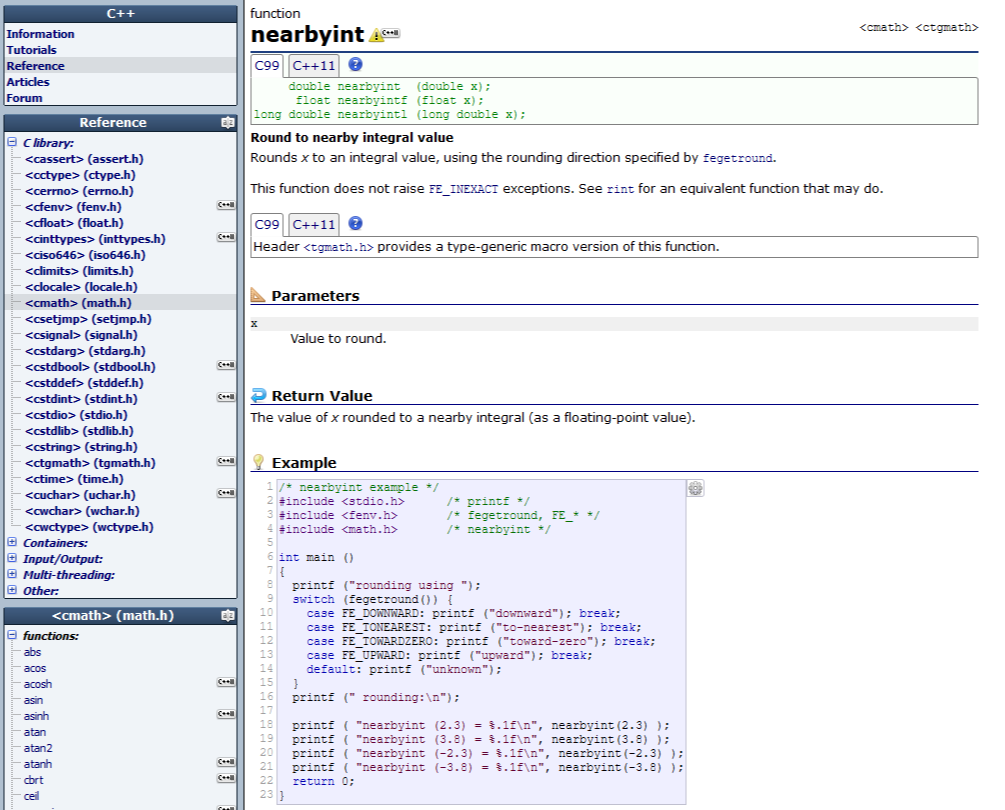 C++
Information
Tutorials
Reference
Articles
Forum
Reference
C library:
<cassert> (assert.h)
<cctype> (ctype.h)
<cerrno> (errno.h)
<cfenv> (fenv.h)
<cfloat> (float.h)
<cinttypes> (inttypes.h)
<ciso646> (iso646.h)
<climits> (limits.h)
<clocale> (locale.h)
<cmath> (math.h)
<csetjmp> (setjmp.h)
<csignal> (signal.h)
<cstdarg> (stdarg.h)
<cstdbool> (stdbool.h)
<cstddef> (stddef.h)
<cstdint> (stdint.h)
<cstdio> (stdio.h)
<cstdlib> (stdlib.h)
<cstring> (string.h)
<ctgmath> (tgmath.h)
<ctime> (time.h)
<cuchar> (uchar.h)
<cwchar> (wchar.h)
<cwctype> (wctype.h)
Containers:
Input/Output:
Multi-threading:
Other:
<cmath> (math.h)
functions:
abs
acos
acosh
asin
asinh
atan
atan2
atanh
cbrt
ceil
function
nearbyint
<cmath> <ctgmath>
C99 C++11
double nearbyint (double x);
float nearbyintf (float x);
long double nearbyintl (long double x);
Round to nearby integral value
Rounds x to an integral value, using the rounding direction specified by fegetround.
This function does not raise FE_INEXACT exceptions. See rint for an equivalent function that may do.
C99 C++11
Header <tgmath.h> provides a type-generic macro version of this function.
Parameters
x
Value to round.
Return Value
The value of x rounded to a nearby integral (as a floating-point value).
Example
1 /* nearbyint example */
2 #include <stdio.h> /* printf */
3 #include <fenv.h> /* fegetround, FE_* */
4 #include <math.h> /* nearbyint */
5
6 int main ()
7 {
8 printf ("rounding using ");
9 switch (fegetround()) {
10 case FE_DOWNWARD: printf ("downward"); break;
11 case FE_TONEAREST: printf ("to-nearest"); break;
12 case FE_TOWARDZERO: printf ("toward-zero"); break;
13 case FE_UPWARD: printf ("upward"); break;
14 default: printf ("unknown");
15 }
16 printf (" rounding:\n");
17
18 printf ( "nearbyint (2.3) = %.1f\n", nearbyint(2.3) );
19 printf ( "nearbyint (3.8) = %.1f\n", nearbyint(3.8) );
20 printf ( "nearbyint (-2.3) = %.1f\n", nearbyint(-2.3) );
21 printf ( "nearbyint (-3.8) = %.1f\n", nearbyint(-3.8) );
22 return 0;
23 }